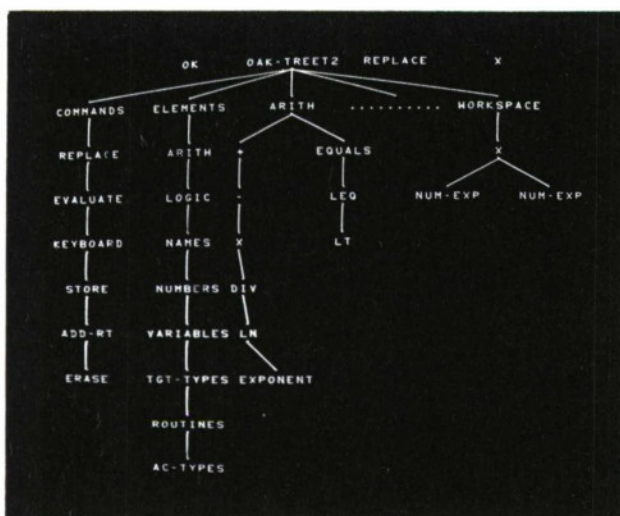 OK OAK-TREET2 REPLACE X
COMMANDS ELEMENTS ARITH .......... WORKSPACE
REPLACE ARITH + EQUALS X
EVALUATE LOGIC - LEQ NUM-EXP NUM-EXP
KEYBOARD NAMES X LT
STORE NUMBERS DIV
ADD-RT VARIABLES LN
ERASE TGT-TYPES EXPONENT
ROUTINES
AC-TYPES